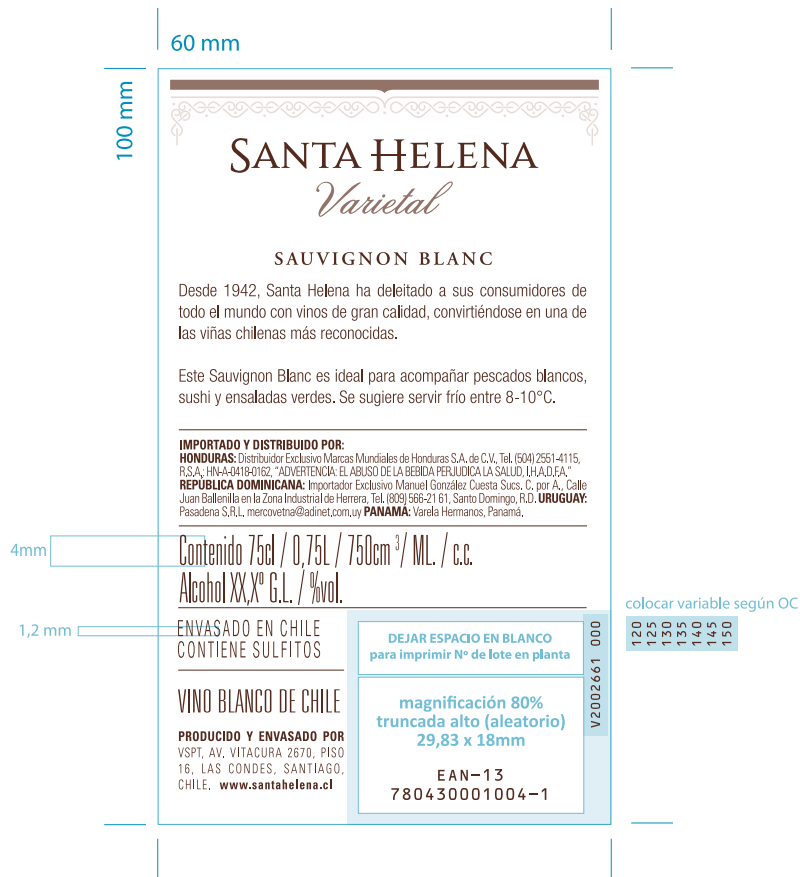 60 mm
100 mm
SANTA HELENA
Varietal
SAUVIGNON BLANC
Desde 1942, Santa Helena ha deleitado a sus consumidores de
todo el mundo con vinos de gran calidad, convirtiéndose en una de
las viñas chilenas más reconocidas.
Este Sauvignon Blanc es ideal para acompañar pescados blancos,
sushi y ensaladas verdes. Se sugiere servir frío entre 8-10°C.
IMPORTADO Y DISTRIBUIDO POR:
HONDURAS: Distribuidor Exclusivo Marcas Mundiales de Honduras S.A. de C.V., Tel. (504) 2551-4115,
R.S.A.: HN-A-0418-0162, “ADVERTENCIA: EL ABUSO DE LA BEBIDA PERJUDICA LA SALUD, I.H.A.D.F.A.”
REPÚBLICA DOMINICANA: Importador Exclusivo Manuel González Cuesta Sucs. C. por A., Calle
Juan Ballenilla en la Zona Industrial de Herrera, Tel. (809) 566-21 61, Santo Domingo, R.D. URUGUAY:
Pasadena S.R.L. mercovetna@adinet.com.uy PANAMÁ: Varela Hermanos, Panamá.
4mm
Contenido 75cl / 0,75L / 750cm ³/ ML. / c.c.
Alcohol XX,Xº G.L. / %vol.
1,2 mm
ENVASADO EN CHILE
CONTIENE SULFITOS
VINO BLANCO DE CHILE
PRODUCIDO Y ENVASADO POR
VSPT, AV. VITACURA 2670, PISO
16, LAS CONDES, SANTIAGO,
CHILE. www.santahelena.cl
DEJAR ESPACIO EN BLANCO
para imprimir Nº de lote en planta
magnificación 80%
truncada alto (aleatorio)
29,83 x 18mm
EAN-13
780430001004-1
V2002661 000
colocar variable según OC
120
125
130
135
140
145
150